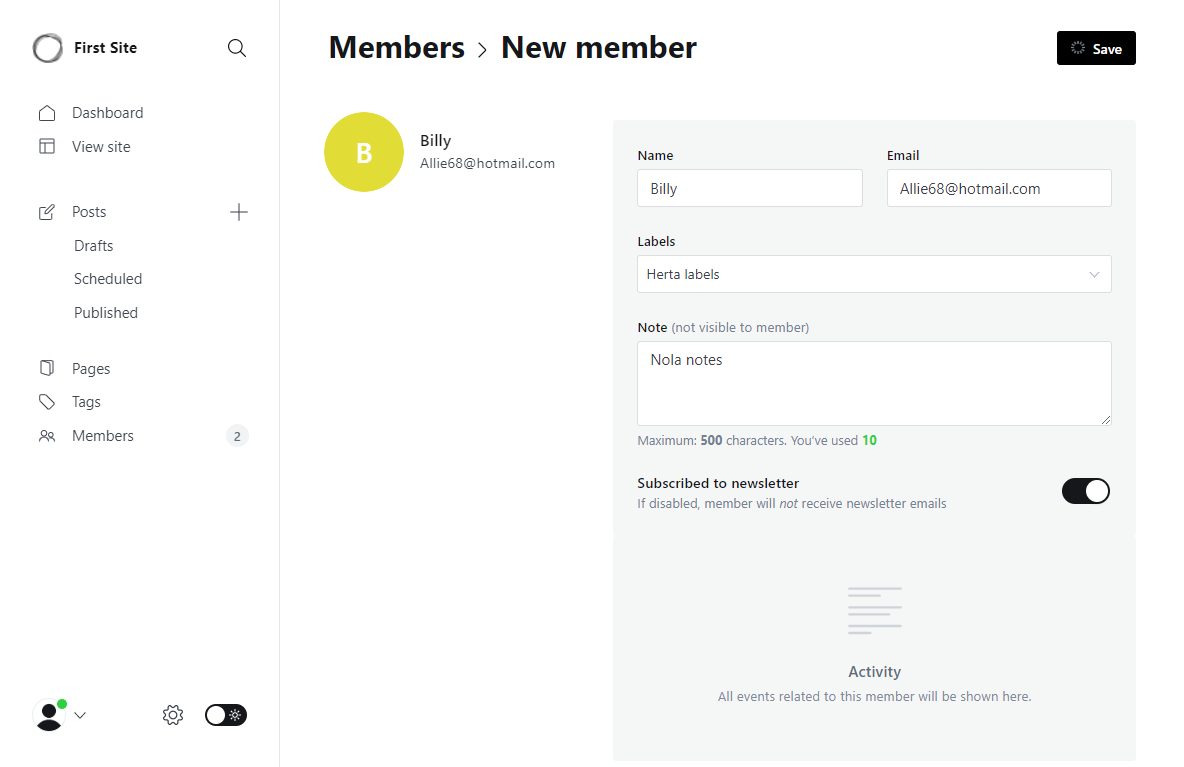 First Site
Dashboard
View site
Posts
Drafts
Scheduled
Published
Pages
Tags
Members
2
Members > New member
Save
B
Billy
Allie68@hotmail.com
Name
Billy
Email
Allie68@hotmail.com
Labels
Herta labels
Note (not visible to member)
Nola notes
Maximum: 500 characters. You've used 10
Subscribed to newsletter
If disabled, member will not receive newsletter emails
Activity
All events related to this member will be shown here.